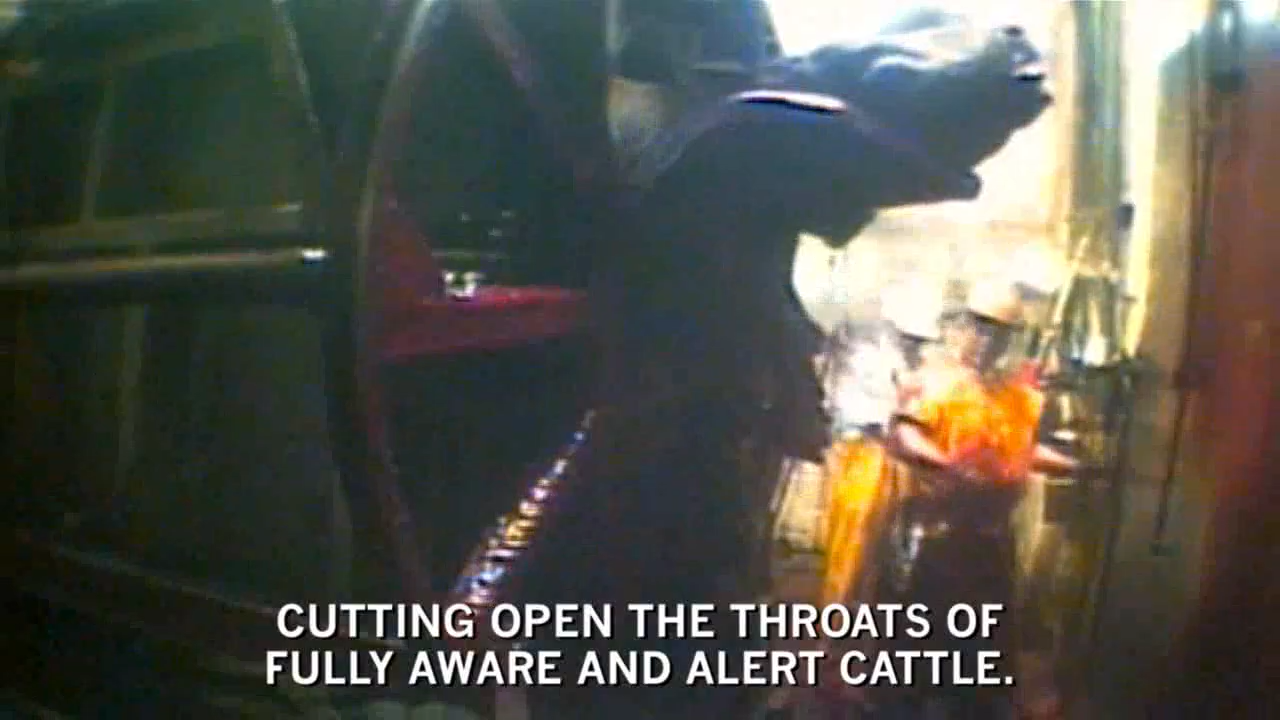 CUTTING OPEN THE THROATS OF
FULLY AWARE AND ALERT CATTLE.